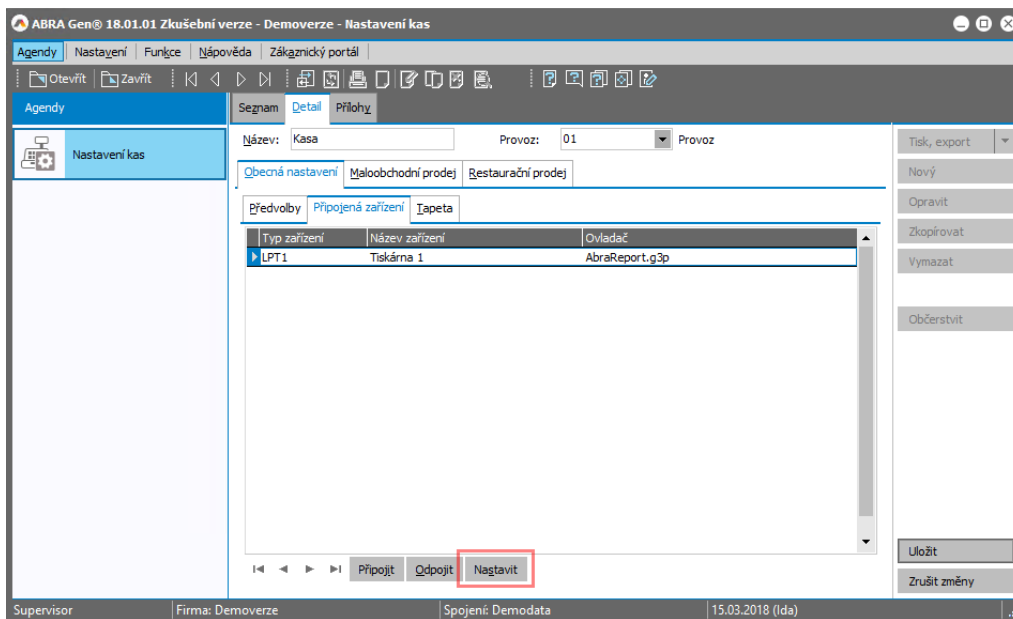 ABRA Gen® 18.01.01 Zkušební verze - Demoverze - Nastavení kas
Agendy Nastavení Funkce Nápověda Zákaznický portál
Otevřít Zavřít
Agendy
Seznam Detail Přílohy
Nastavení kas
Název: Kasa Provoz: 01 Provoz
Obecná nastavení Maloobchodní prodej Restaurační prodej
Předvolby Připojená zařízení Tapeta
Typ zařízení Název zařízení Ovladač
LPT1 Tiskárna 1 AbraReport.g3p
Tisk, export
Nový
Opravit
Zkopírovat
Vymazat
Občerstvit
Uložit
Zrušit změny
Připojit Odpojit Nastavit
Supervisor Firma: Demoverze Spojení: Demodata 15.03.2018 (Ida)